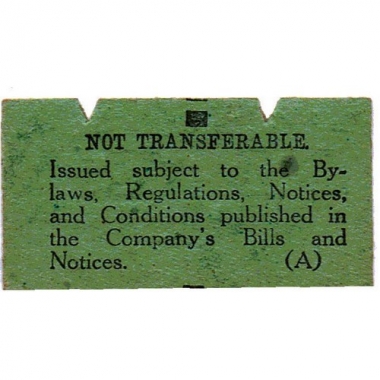 NOT TRANSFERABLE.
Issued subject to the By-
laws, Regulations, Notices,
and Conditions published in
the Company's Bills and
Notices. (A)